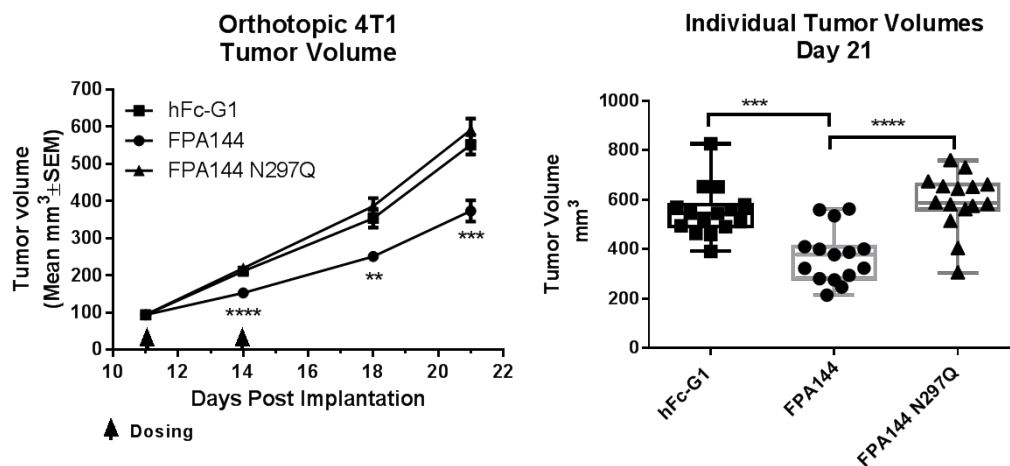 Orthotopic 4T1
Tumor Volume
700
600
500
400
300
200
100
0
Tumor volume
(Mean mm³±SEM)
hFc-G1
FPA144
FPA144 N297Q
****
**
***
10
12
14
16
18
20
22
Days Post Implantation
Dosing
Individual Tumor Volumes
Day 21
1000
800
600
400
200
0
Tumor Volume
mm³
***
****
hFc-G1
FPA144
FPA144 N297Q